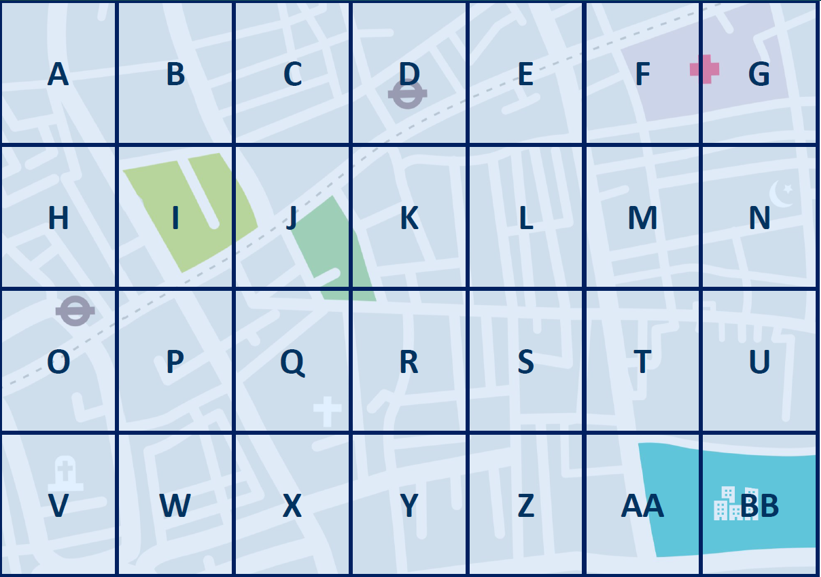 A B C D E F G
H I J K L M N
O P Q R S T U
V W X Y Z AA BB